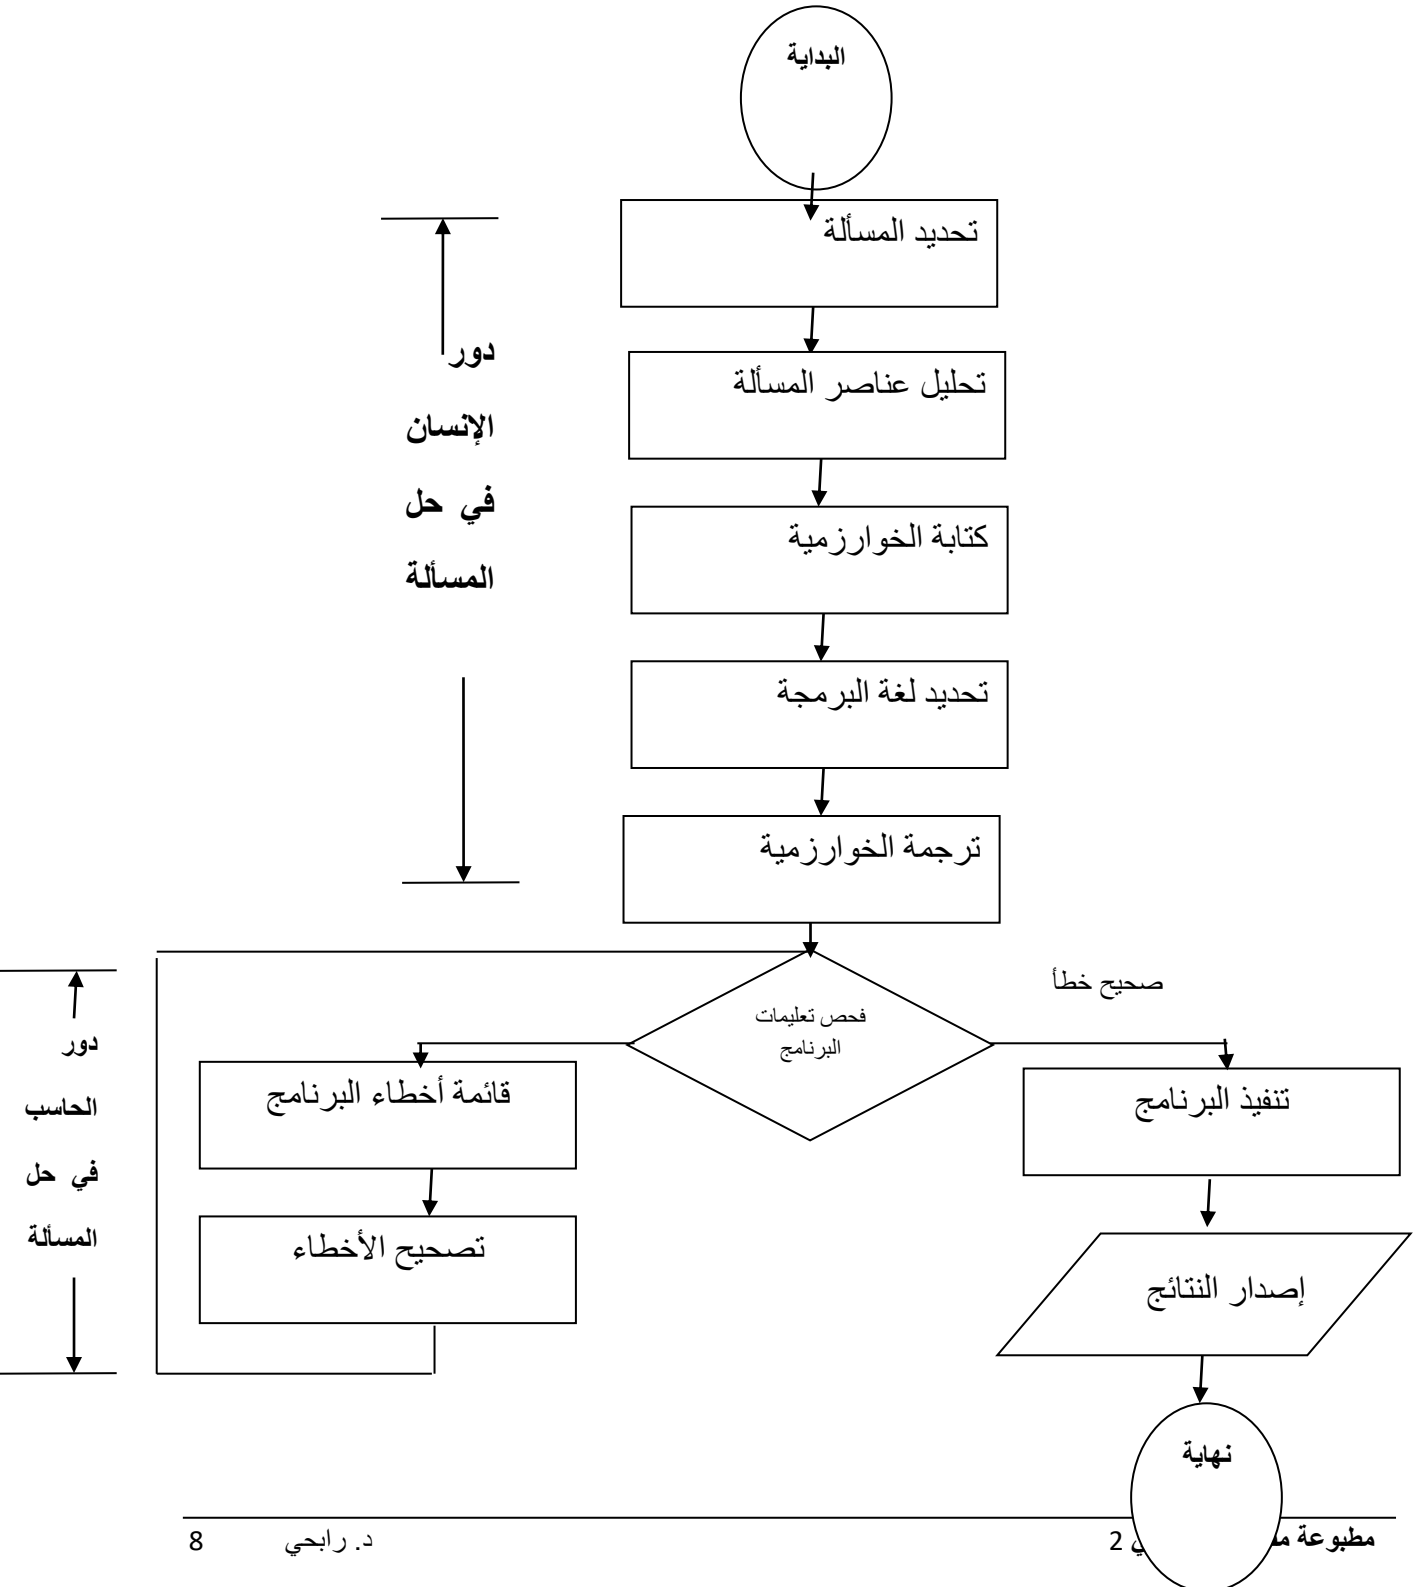 البداية
تحديد المسألة
تحليل عناصر المسألة
كتابة الخوارزمية
تحديد لغة البرمجة
ترجمة الخوارزمية
دور
الإنسان
في حل
المسألة
صحيح خطأ
فحص تعليمات
البرنامج
تنفيذ البرنامج
إصدار النتائج
نهاية
قائمة أخطاء البرنامج
تصحيح الأخطاء
دور
الحاسب
في حل
المسألة
مطبوعة 2 د. رابحي 8